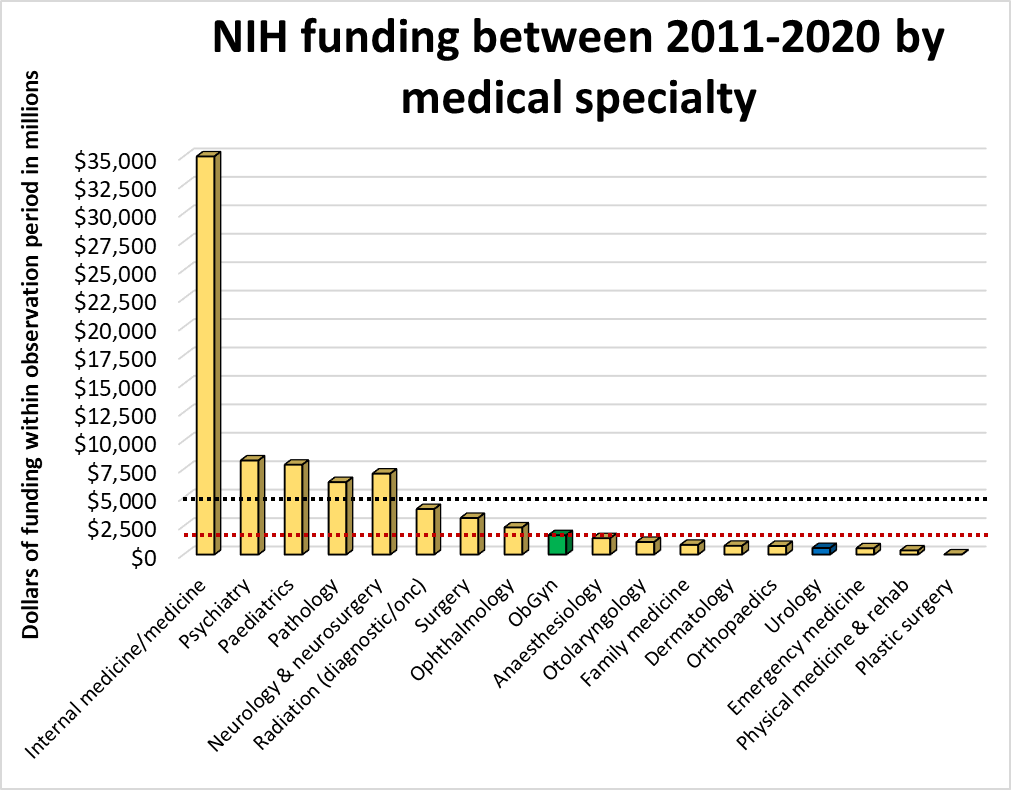 NIH funding between 2011-2020 by
medical specialty
Dollars of funding within observation period in millions
$35,000
$32,500
$30,000
$27,500
$25,000
$22,500
$20,000
$17,500
$15,000
$12,500
$10,000
$7,500
$5,000
$2,500
$0
Internal medicine/medicine
Psychiatry
Paediatrics
Pathology
Neurology & neurosurgery
Radiation (diagnostic/onc)
Surgery
Ophthalmology
ObGyn
Anaesthesiology
Otolaryngology
Family medicine
Dermatology
Orthopaedics
Urology
Emergency medicine
Physical medicine & rehab
Plastic surgery